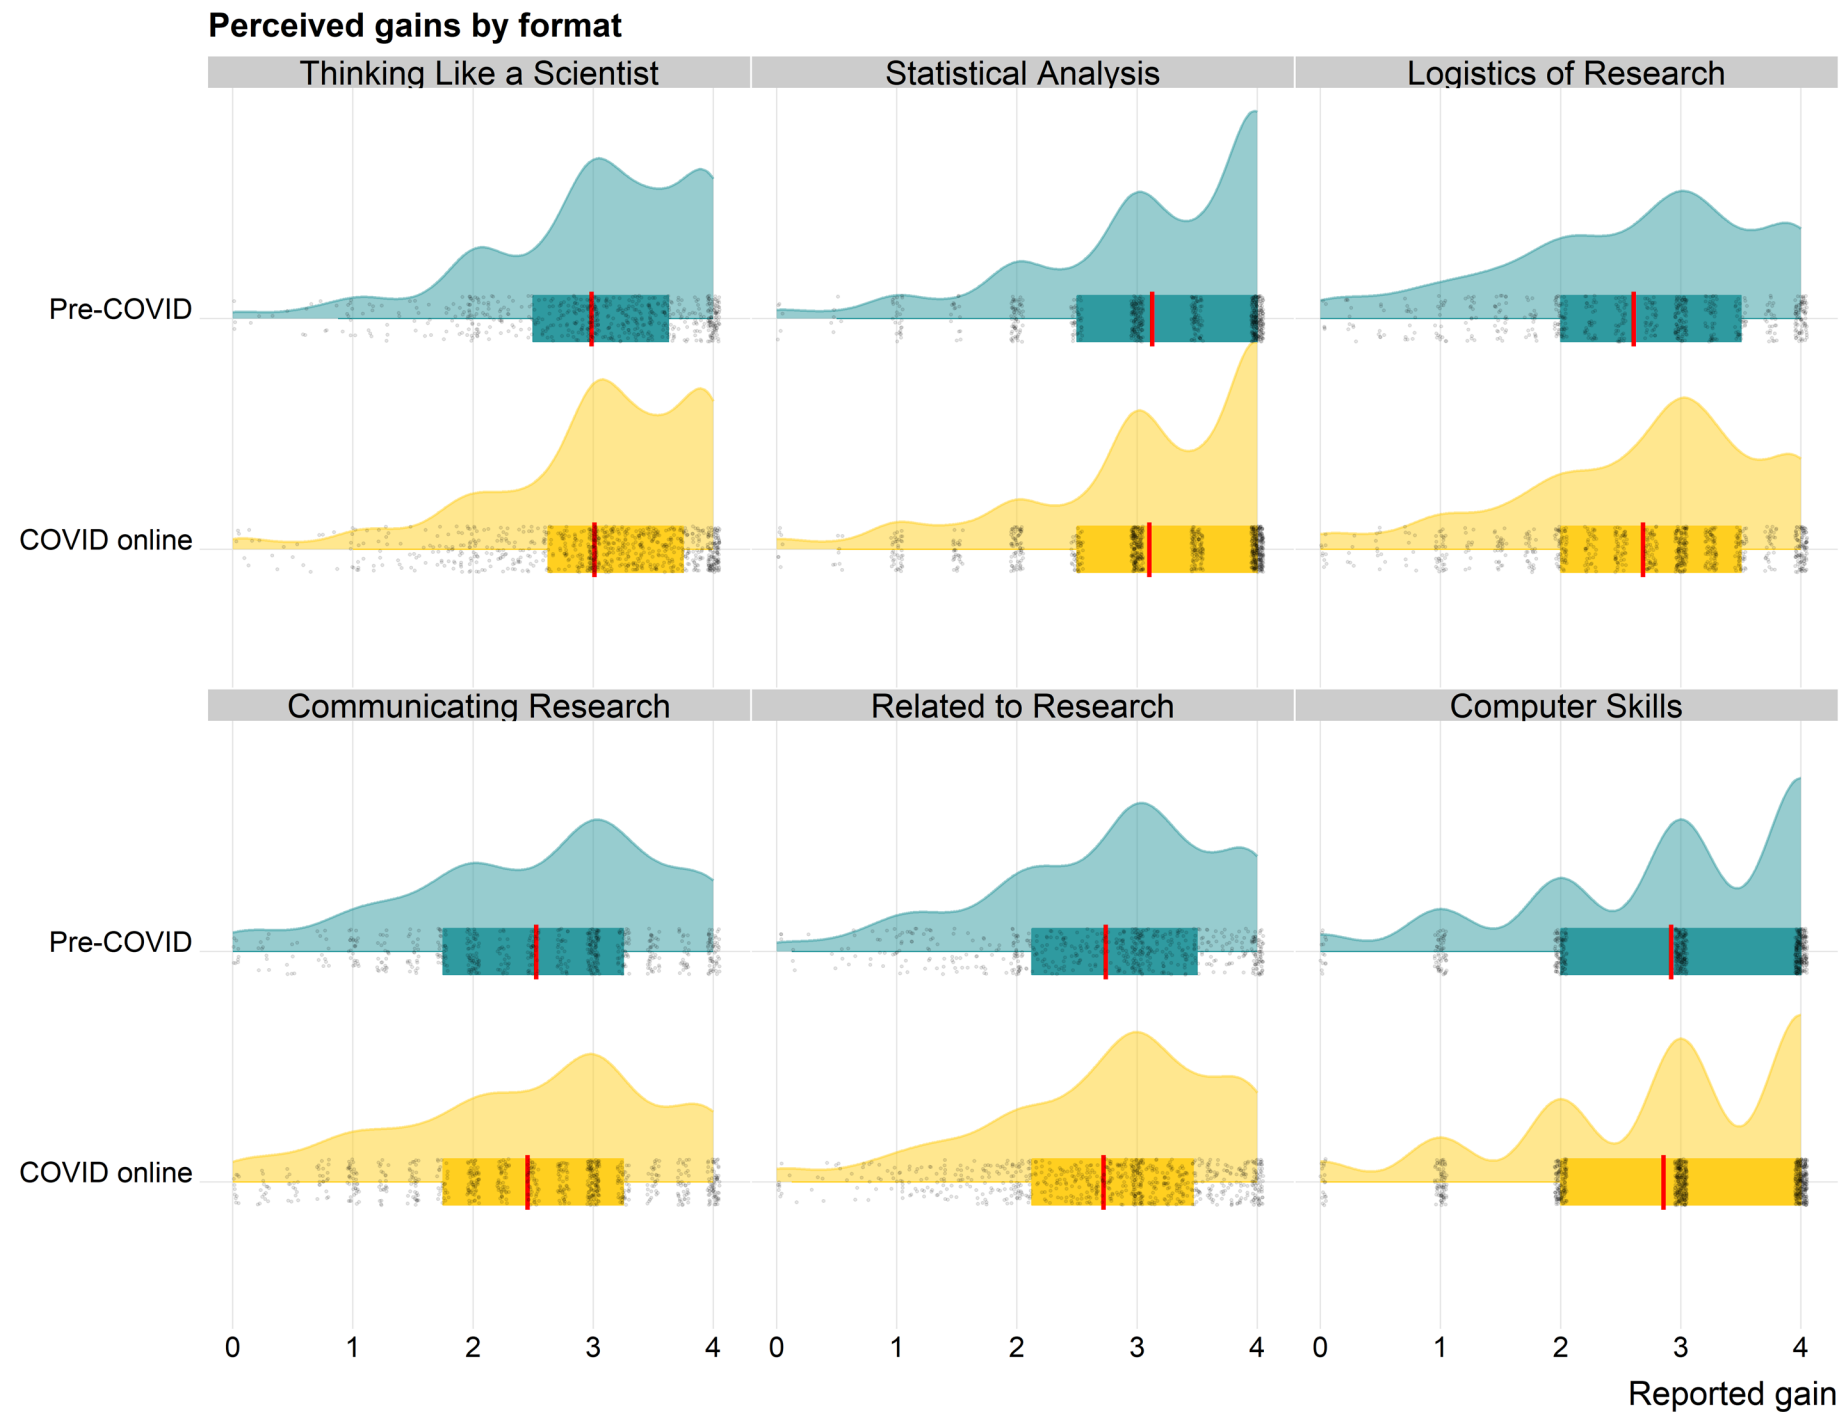 Perceived gains by format
Thinking Like a Scientist
Statistical Analysis
Logistics of Research
Pre-COVID
COVID online
Communicating Research
Related to Research
Computer Skills
Pre-COVID
COVID online
0 1 2 3 4 0 1 2 3 4 0 1 2 3 4
Reported gain